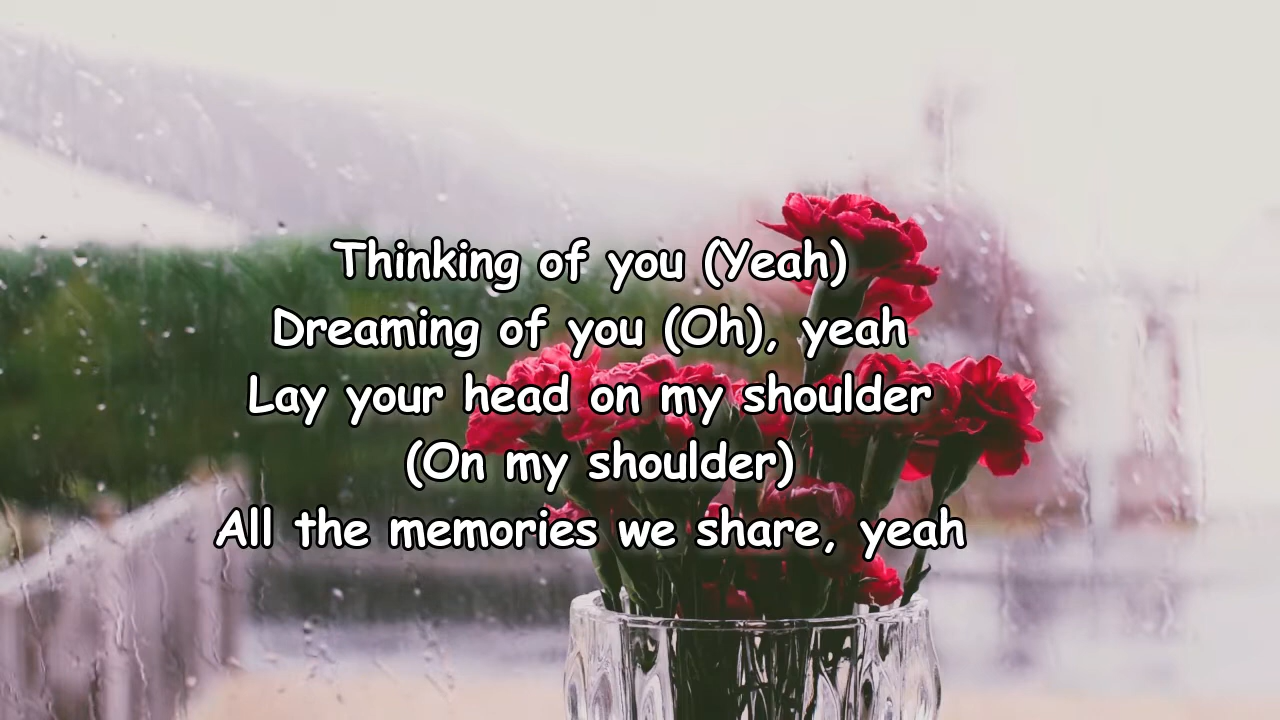 Thinking of you (Yeah)
Dreaming of you (Oh), yeah
Lay your head on my shoulder
(On my shoulder)
All the memories we share, yeah